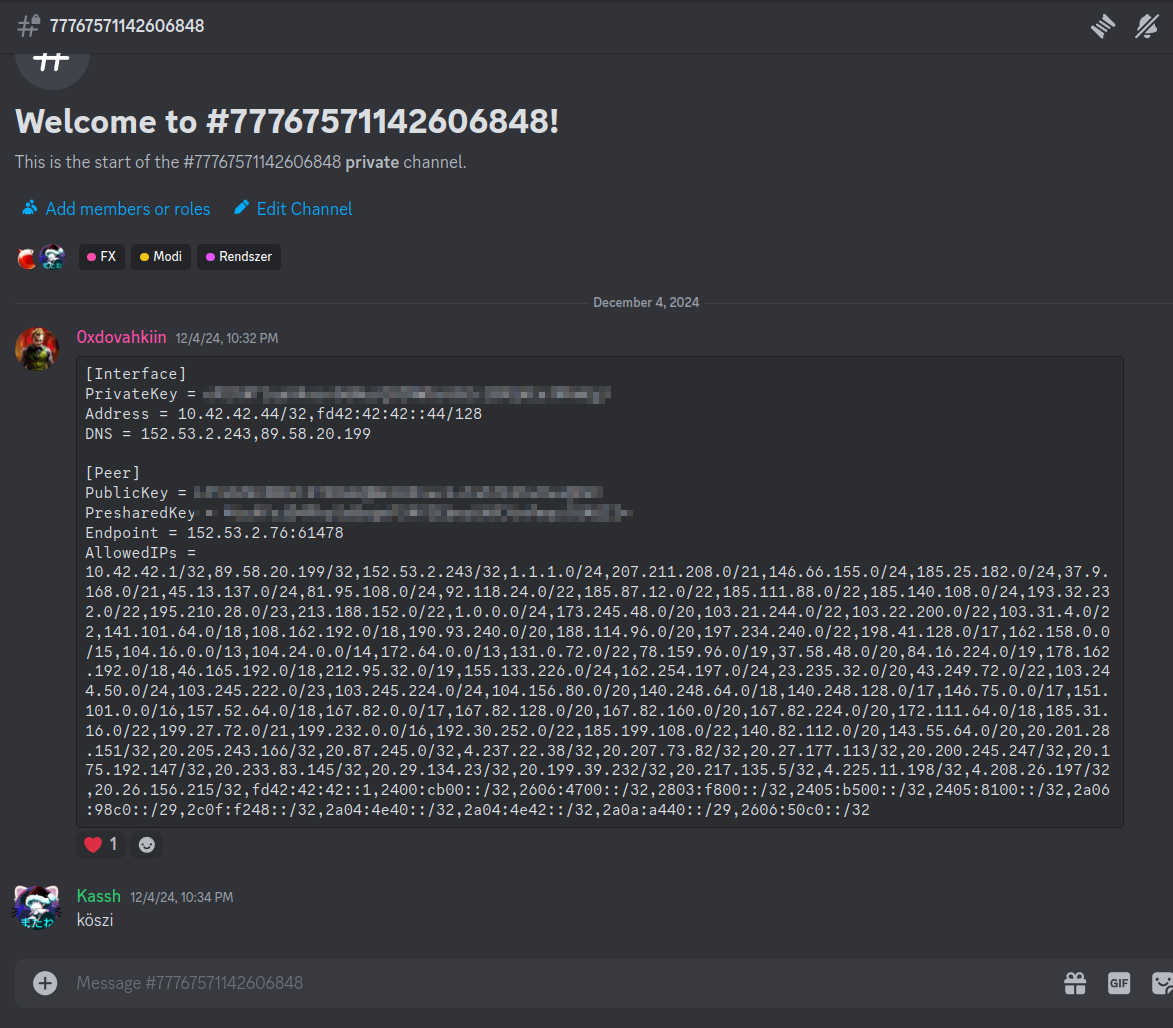 77767571142606848
Welcome to #77767571142606848!
This is the start of the #77767571142606848 private channel.
Add members or roles Edit Channel
FX Modi Rendszer
December 4, 2024
0xdovahkiin 12/4/24, 10:32 PM
[Interface]
PrivateKey =
Address = 10.42.42.44/32,fd42:42:42::44/128
DNS = 152.53.2.243,89.58.20.199
[Peer]
PublicKey =
PresharedKey =
Endpoint = 152.53.2.76:61478
AllowedIPs =
10.42.42.1/32,89.58.20.199/32,152.53.2.243/32,1.1.1.0/24,207.211.208.0/21,146.66.155.0/24,185.25.182.0/24,37.9.
168.0/21,45.13.137.0/24,81.95.108.0/24,92.118.24.0/22,185.87.12.0/22,185.111.88.0/22,185.140.108.0/24,193.32.23
2.0/22,195.210.28.0/23,213.188.152.0/22,1.0.0.0/24,173.245.48.0/20,103.21.244.0/22,103.22.200.0/22,103.31.4.0/2
2,141.101.64.0/18,108.162.192.0/18,190.93.240.0/20,188.114.96.0/20,197.234.240.0/22,198.41.128.0/17,162.158.0.0
/15,104.16.0.0/13,104.24.0.0/14,172.64.0.0/13,131.0.72.0/22,78.159.96.0/19,37.58.48.0/20,84.16.224.0/19,178.162
.192.0/18,46.165.192.0/18,212.95.32.0/19,155.133.226.0/24,162.254.197.0/24,23.235.32.0/20,43.249.72.0/22,103.24
4.50.0/24,103.245.222.0/23,103.245.224.0/24,104.156.80.0/20,140.248.64.0/18,140.248.128.0/17,146.75.0.0/17,151.
101.0.0/16,157.52.64.0/18,167.82.0.0/17,167.82.128.0/20,167.82.160.0/20,167.82.224.0/20,172.111.64.0/18,185.31.
16.0/22,199.27.72.0/21,199.232.0.0/16,192.30.252.0/22,185.199.108.0/22,140.82.112.0/20,143.55.64.0/20,20.201.28
.151/32,20.205.243.166/32,20.87.245.0/32,4.237.22.38/32,20.207.73.82/32,20.27.177.113/32,20.200.245.247/32,20.1
75.192.147/32,20.233.83.145/32,20.29.134.23/32,20.199.39.232/32,20.217.135.5/32,4.225.11.198/32,4.208.26.197/32
,20.26.156.215/32,fd42:42:42::1,2400:cb00::/32,2606:4700::/32,2803:f800::/32,2405:b500::/32,2405:8100::/32,2a06
:98c0::/29,2c0f:f248::/32,2a04:4e40::/32,2a04:4e42::/32,2a0a:a440::/29,2606:50c0::/32
1
Kassh 12/4/24, 10:34 PM
köszi
またね
Message #77767571142606848
GIF